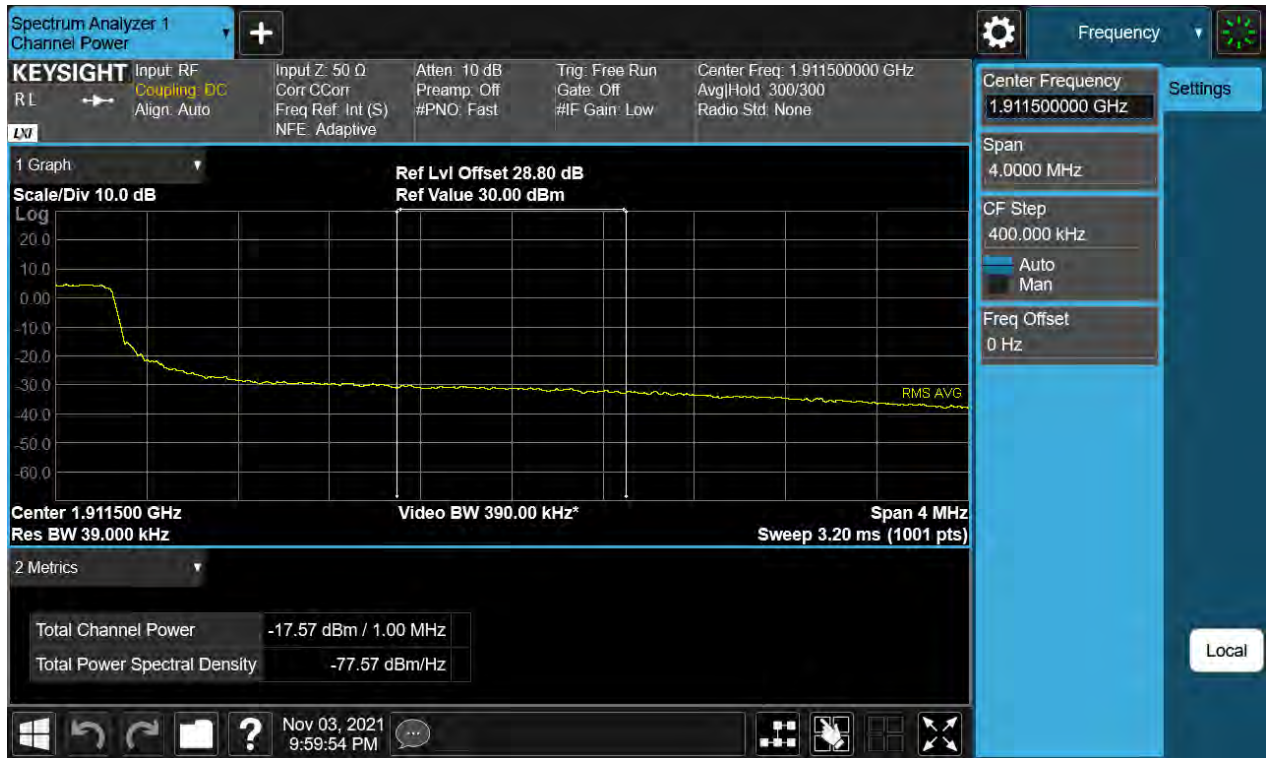 Spectrum Analyzer 1
Channel Power
+
Frequency
KEYSIGHT
RL
LXI
Input: RF
Coupling: DC
Align: Auto
Input Z: 50 Ω
Corr CCorr
Freq Ref: Int (S)
NFE: Adaptive
Atten: 10 dB
Preamp: Off
#PNO: Fast
Trig: Free Run
Gate: Off
#IF Gain: Low
Center Freq: 1.911500000 GHz
Avg|Hold: 300/300
Radio Std: None
Center Frequency
1.911500000 GHz
Settings
Span
4.0000 MHz
CF Step
400.000 kHz
Auto
Man
Freq Offset
0 Hz
1 Graph
Scale/Div 10.0 dB
Ref Lvl Offset 28.80 dB
Ref Value 30.00 dBm
Log
20.0
10.0
0.00
-10.0
-20.0
-30.0
-40.0
-50.0
-60.0
RMS AVG
Center 1.911500 GHz
Video BW 390.00 kHz*
Span 4 MHz
Res BW 39.000 kHz
Sweep 3.20 ms (1001 pts)
2 Metrics
Total Channel Power -17.57 dBm / 1.00 MHz
Total Power Spectral Density -77.57 dBm/Hz
Local
?
Nov 03, 2021
9:59:54 PM